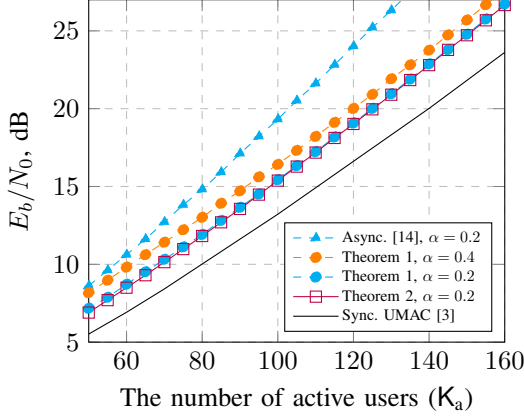 25
20
15
10
5
60
80
100
120
140
160
E_b/N_0, dB
The number of active users (K_a)
Async. [14], α = 0.2
Theorem 1, α = 0.4
Theorem 1, α = 0.2
Theorem 2, α = 0.2
Sync. UMAC [3]